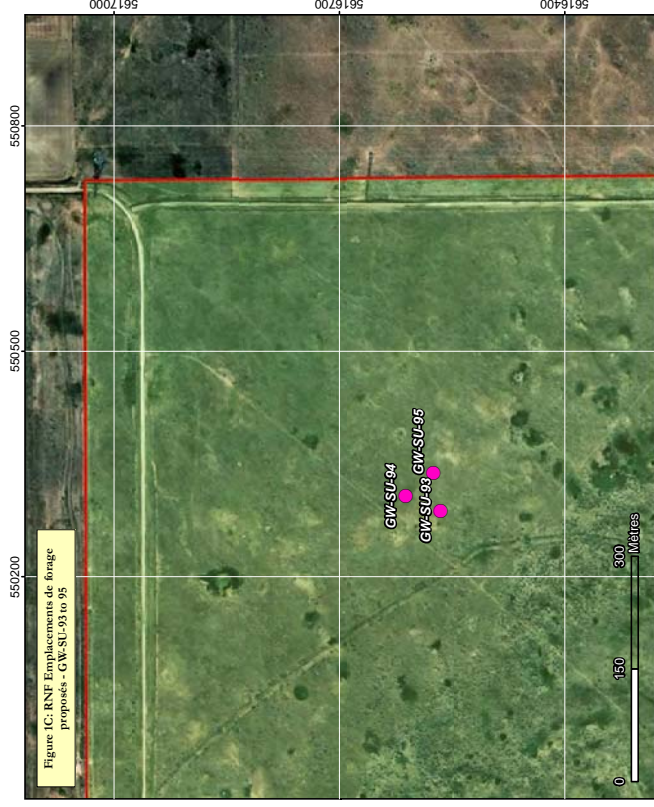 5617000
5616700
5616400
550800
550500
550200
Figure 1C: RNF Emplacements de forage
proposés - GW-SU-93 to 95
GW-SU-94
GW-SU-93
GW-SU-95
0
150
300
Mètres